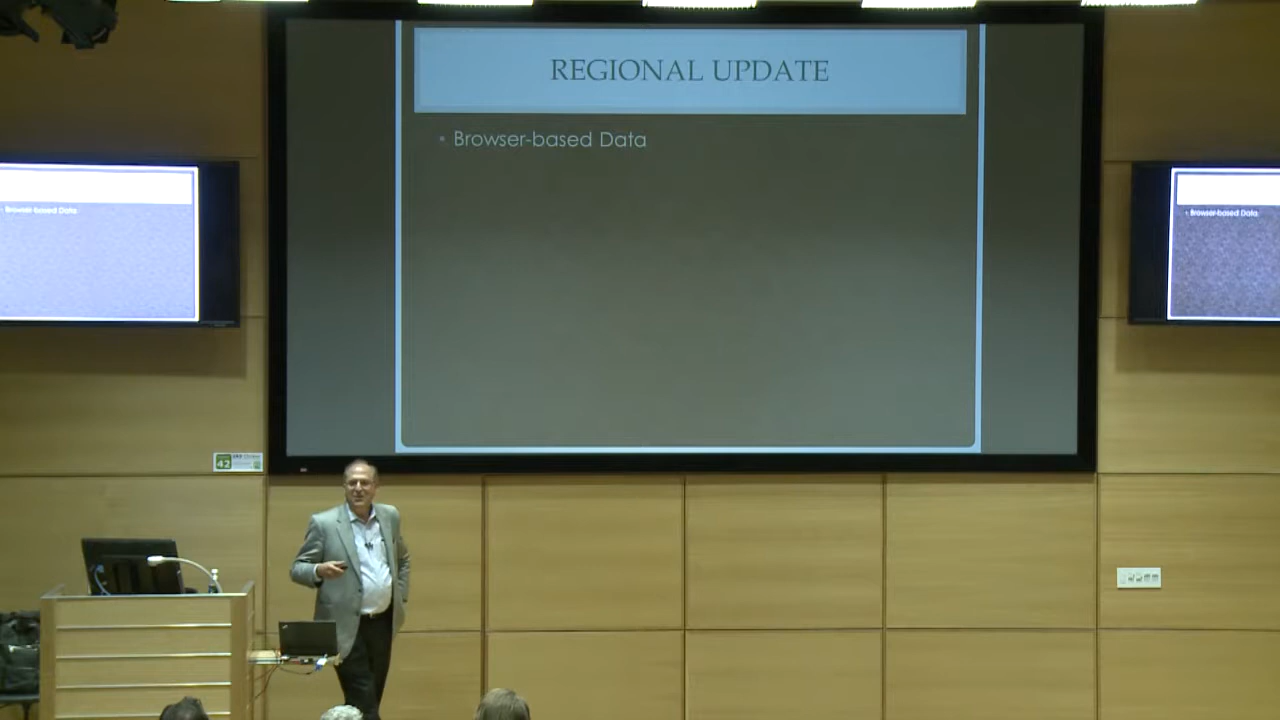 REGIONAL UPDATE
• Browser-based Data
Browser-based Data
• Browser-based Data
42